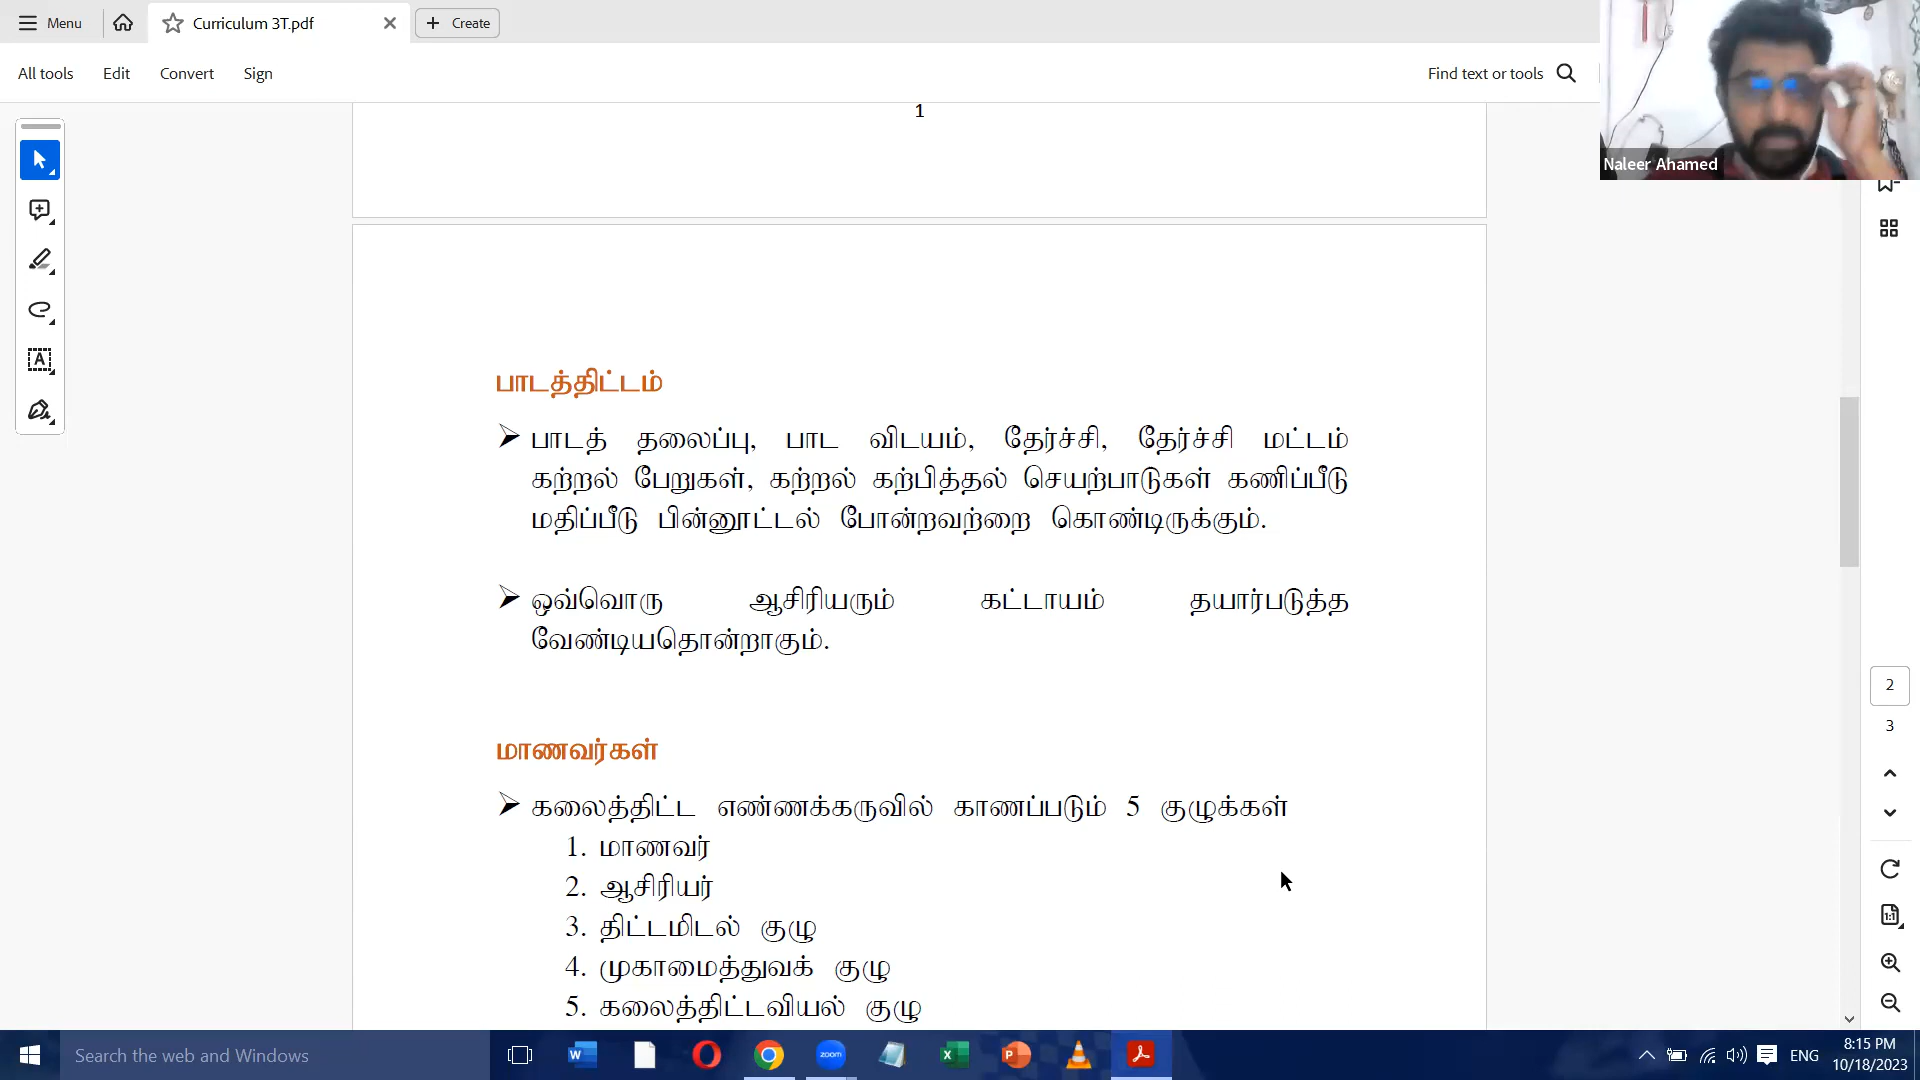 Menu
Curriculum 3T.pdf
Create
All tools
Edit
Convert
Sign
Find text or tools
Naleer Ahamed
1
பாடத்திட்டம்
பாடத் தலைப்பு, பாட விடயம், தேர்ச்சி, தேர்ச்சி மட்டம்
கற்றல் பேறுகள், கற்றல் கற்பித்தல் செயற்பாடுகள் கணிப்பீடு
மதிப்பீடு பின்னூட்டல் போன்றவற்றை கொண்டிருக்கும்.
ஒவ்வொரு ஆசிரியரும் கட்டாயம் தயார்படுத்த
வேண்டியதொன்றாகும்.
மாணவர்கள்
கலைத்திட்ட எண்ணக்கருவில் காணப்படும் 5 குழுக்கள்
1. மாணவர்
2. ஆசிரியர்
3. திட்டமிடல் குழு
4. முகாமைத்துவக் குழு
5. கலைத்திட்டவியல் குழு
2
3
Search the web and Windows
zoom
ENG
8:15 PM
10/18/2023